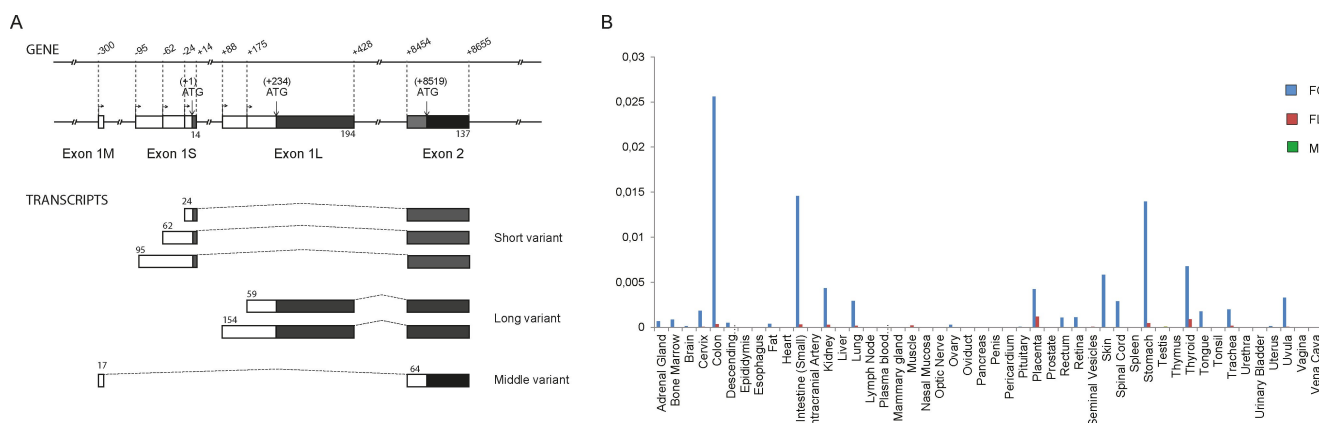 A
GENE
-300
-95
-62
-24
+14
+88
+175
+428
+8454
+8655
(+1)
ATG
(+234)
ATG
(+8519)
ATG
14
194
137
Exon 1M
Exon 1S
Exon 1L
Exon 2
TRANSCRIPTS
24
62
95
Short variant
59
154
Long variant
17
64
Middle variant
B
0,03
0,025
0,02
0,015
0,01
0,005
0
Adrenal Gland
Bone Marrow
Brain
Cervix
Colon
Descending..
Epididymis
Esophagus
Fat
Heart
Intestine (Small)
Intracranial Artery
Kidney
Liver
Lung
Lymph Node
Plasma blood..
Mammary gland
Muscle
Nasal Mucosa
Optic Nerve
Ovary
Oviduct
Pancreas
Penis
Pericardium
Pituitary
Placenta
Prostate
Rectum
Retina
Seminal Vesicles
Skin
Spinal Cord
Spleen
Stomach
Testis
Thymus
Thyroid
Tongue
Tonsil
Trachea
Urethra
Urinary Bladder
Uterus
Uvula
Vagina
Vena Cava